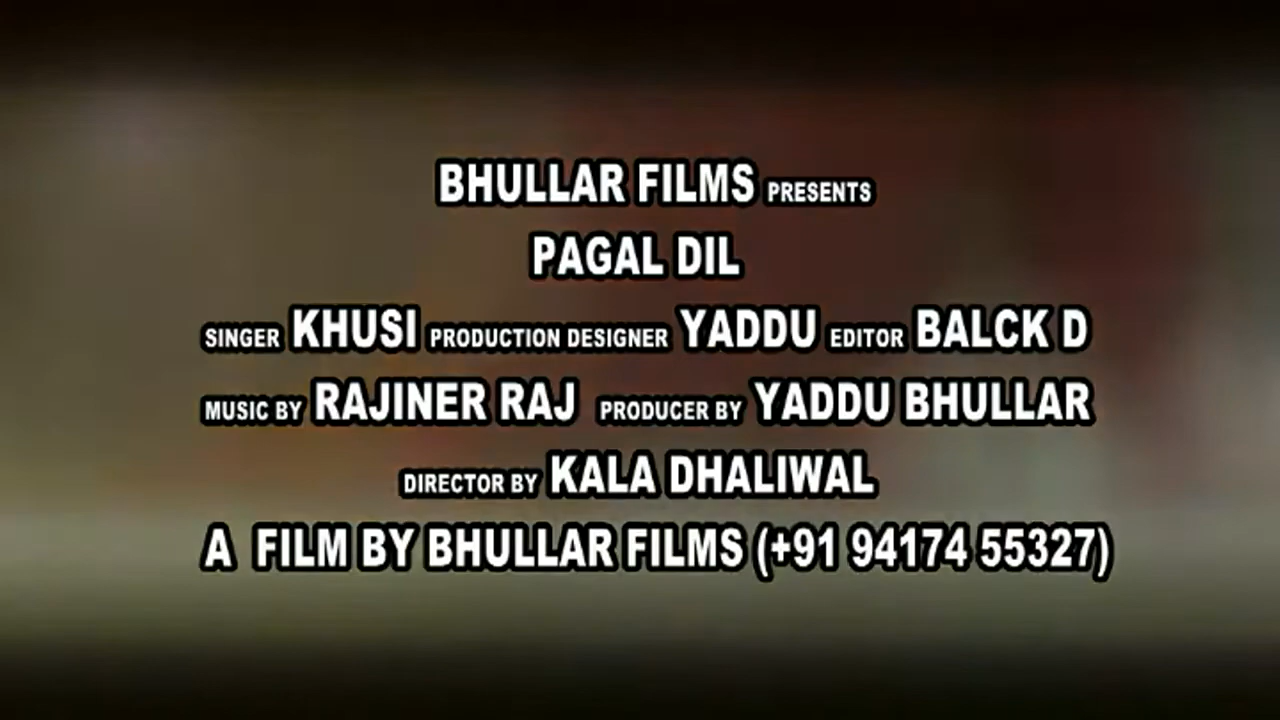 BHULLAR FILMS PRESENTS
PAGAL DIL
SINGER KHUSI PRODUCTION DESIGNER YADDU EDITOR BALCK D
MUSIC BY RAJINER RAJ PRODUCER BY YADDU BHULLAR
DIRECTOR BY KALA DHALIWAL
A FILM BY BHULLAR FILMS (+91 94174 55327)